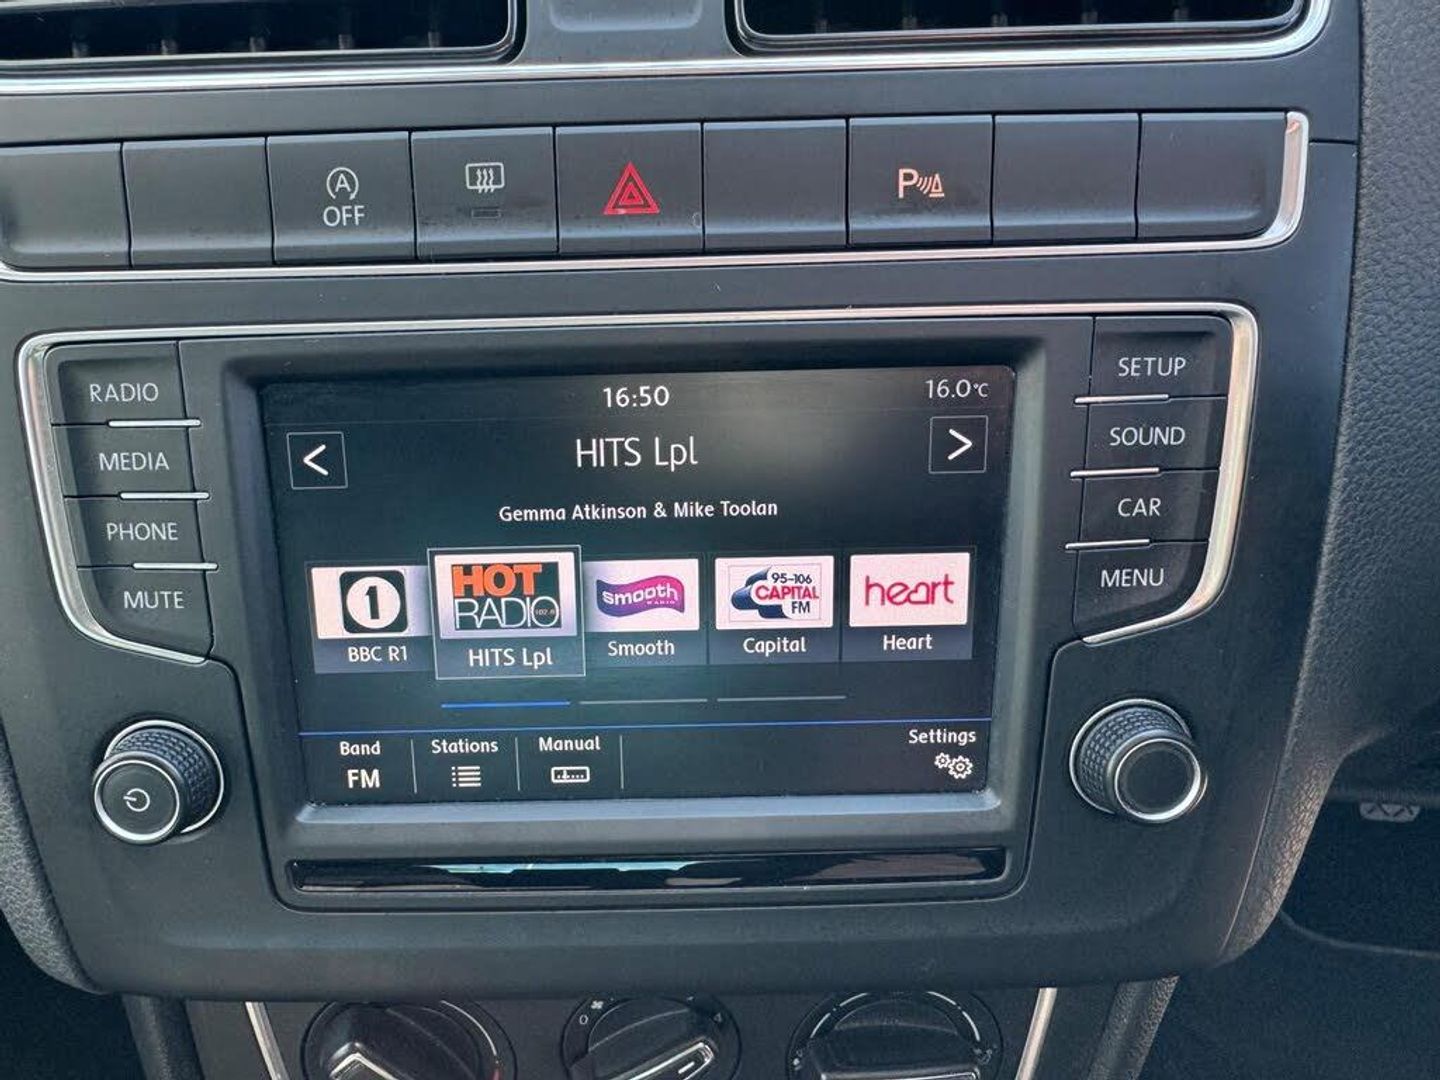 A
OFF
P
RADIO
MEDIA
PHONE
MUTE
SETUP
SOUND
CAR
MENU
16:50
16.0°C
< HITS Lpl >
Gemma Atkinson & Mike Toolan
1
HOT
RADIO
smooth
RADIO
95-106
CAPITAL
FM
heart
BBC R1
HITS Lpl
Smooth
Capital
Heart
Band
FM
Stations
Manual
Settings
0